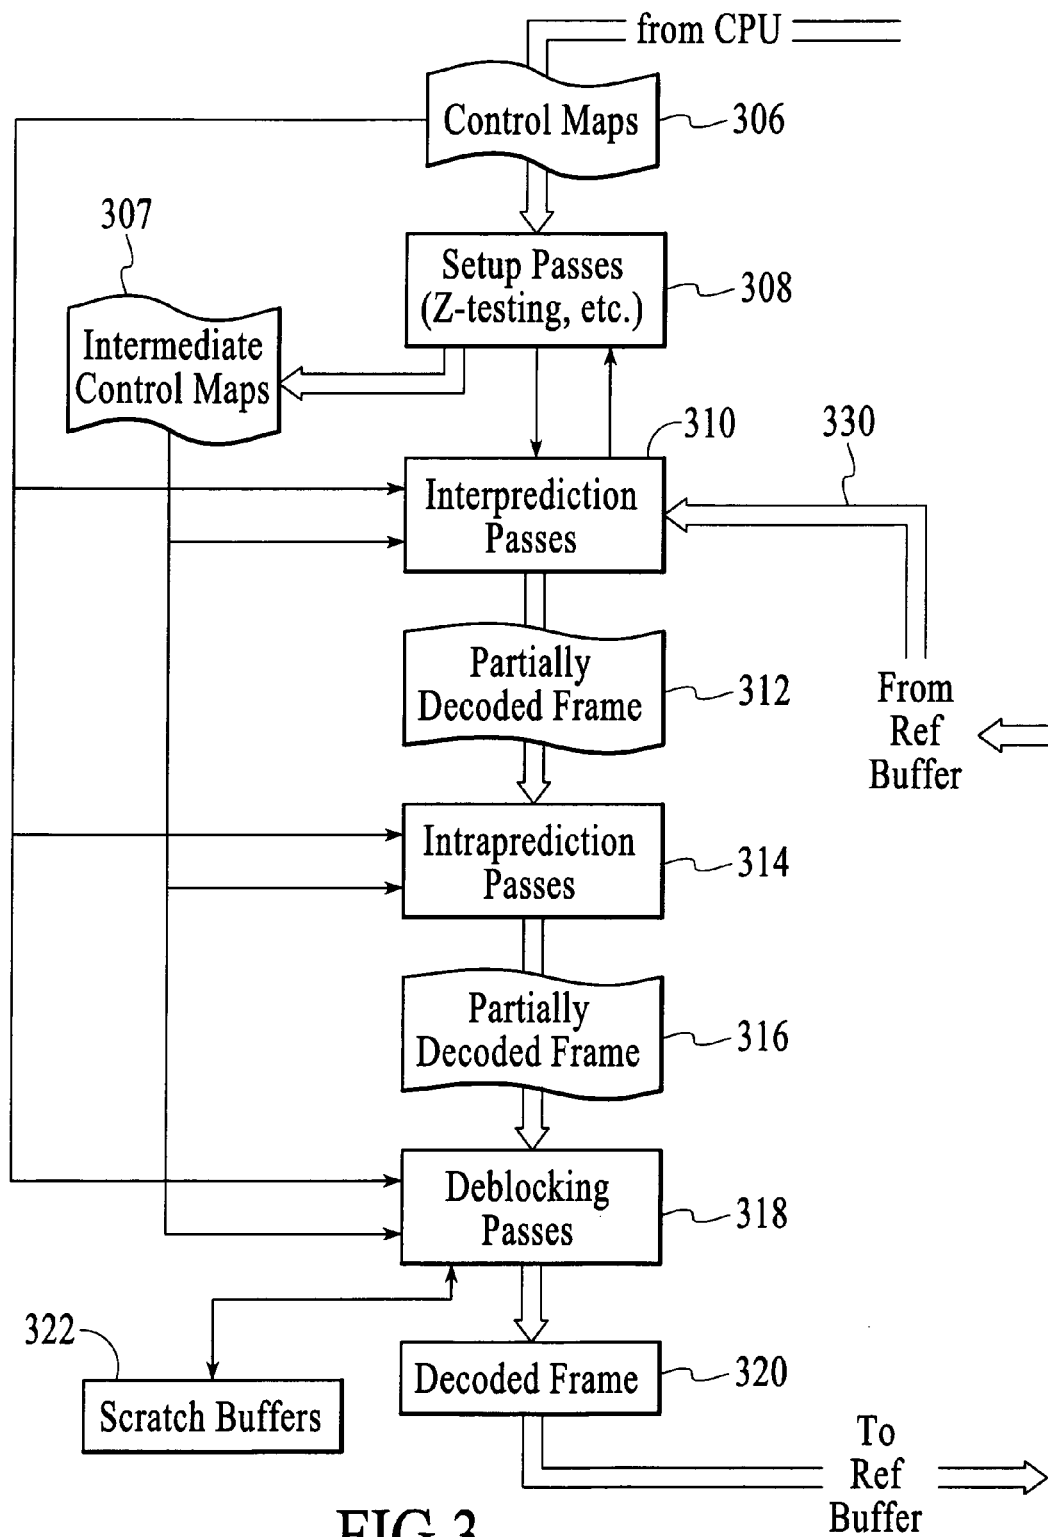 from CPU
Control Maps
306
307
Setup Passes
(Z-testing, etc.)
308
Intermediate
Control Maps
310
330
Interprediction
Passes
Partially
Decoded Frame
312
From
Ref
Buffer
Intraprediction
Passes
314
Partially
Decoded Frame
316
Deblocking
Passes
318
322
Scratch Buffers
Decoded Frame
320
To
Ref
Buffer
FIG.3